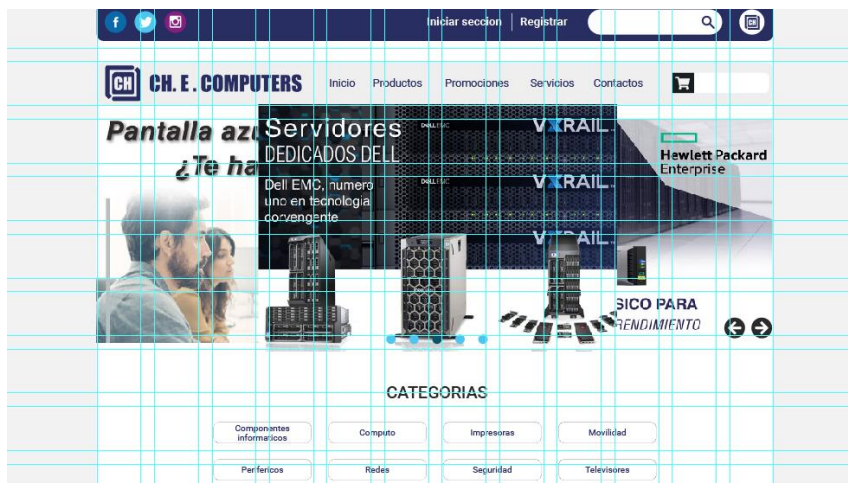 f
Iniciar seccion | Registrar
CH
CH
CH. E. COMPUTERS
Inicio
Productos
Promociones
Servicios
Contactos
Pantalla azu
¿Te ha
Servidores
DEDICADOS DELL
Dell EMC, numero
uno en tecnologia
corvengente
DELL EMC
VXRAIL
DELL EMC
VXRAIL
VXRAIL
Hewlett Packard
Enterprise
SICO PARA
RENDIMIENTO
CATEGORIAS
Componentes
informaticos
Computo
Impresoras
Movilidad
Perifericos
Redes
Seguridad
Televisores